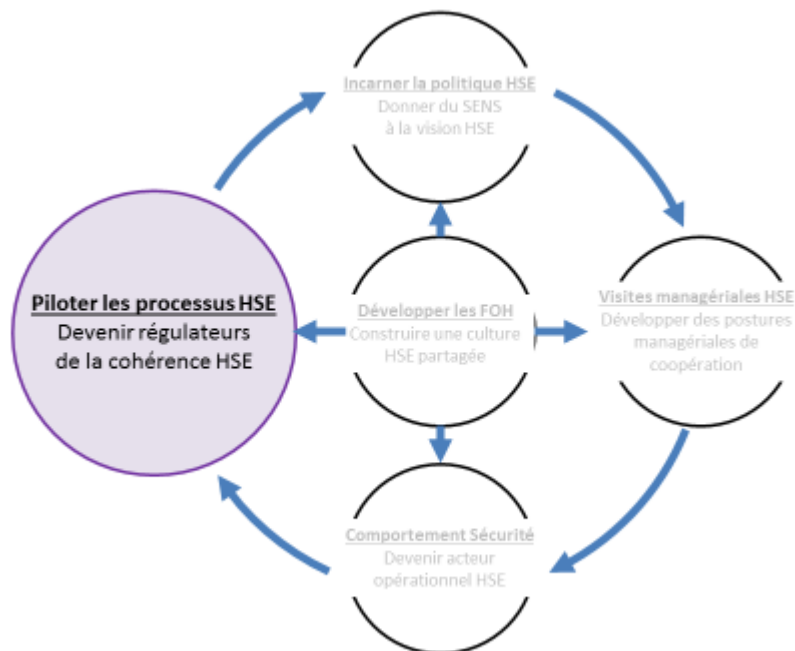 Incarner la politique HSE
Donner du SENS
à la vision HSE
Piloter les processus HSE
Devenir régulateurs
de la cohérence HSE
Développer les FOH
Construire une culture
HSE partagée
Visites managériales HSE
Développer des postures
managériales de
coopération
Comportement Sécurité
Devenir acteur
opérationnel HSE